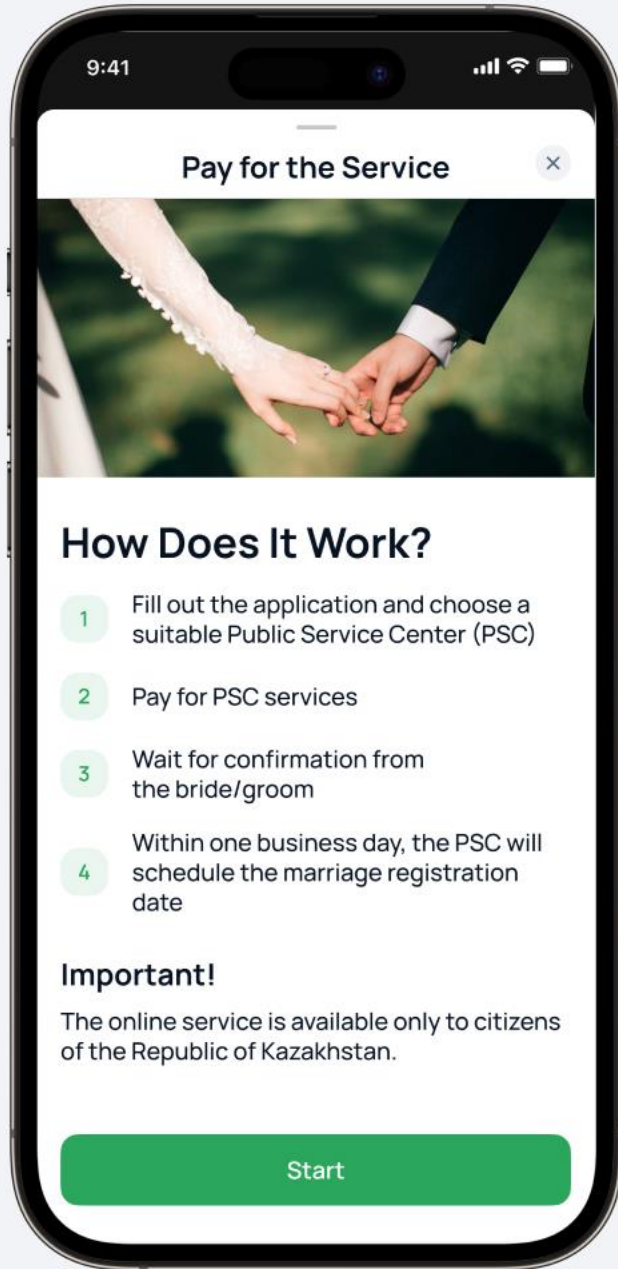 9:41
Pay for the Service
How Does It Work?
1
Fill out the application and choose a
suitable Public Service Center (PSC)
2
Pay for PSC services
3
Wait for confirmation from
the bride/groom
4
Within one business day, the PSC will
schedule the marriage registration
date
Important!
The online service is available only to citizens
of the Republic of Kazakhstan.
Start